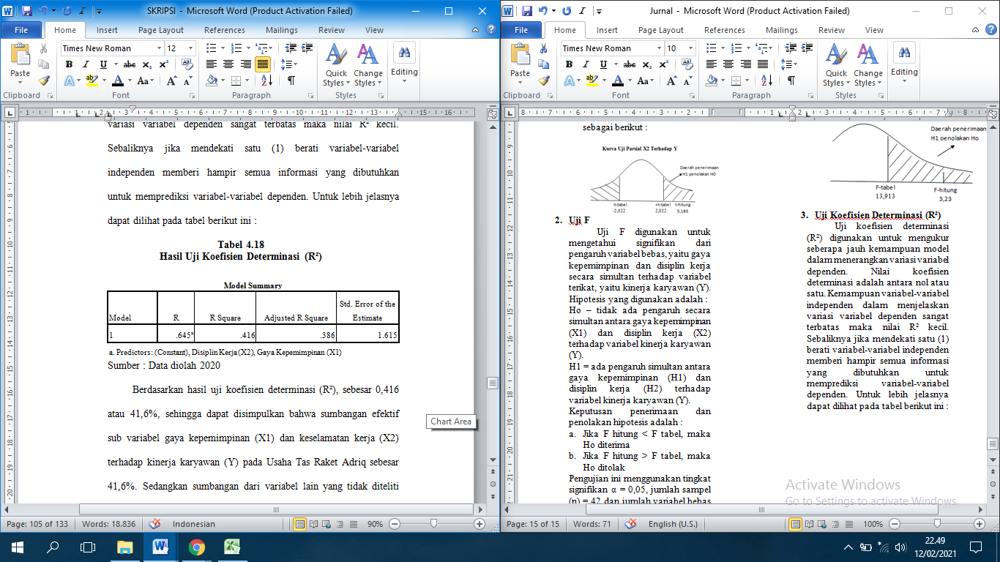 SKRIPSI - Microsoft Word (Product Activation Failed)
File Home Insert Page Layout References Mailings Review View
Times New Roman 12
Paste
B I U abc x₂ x²
A aby A Aa A A
Quick Styles
Change Styles
Editing
Clipboard Font Paragraph Styles
variasi variabel dependen sangat terbatas maka nilai R² kecil.
Sebaliknya jika mendekati satu (1) berati variabel-variabel
independen memberi hampir semua informasi yang dibutuhkan
untuk memprediksi variabel-variabel dependen. Untuk lebih jelasnya
dapat dilihat pada tabel berikut ini :
Tabel 4.18
Hasil Uji Koefisien Determinasi (R²)
Model Summary
Model R R Square Adjusted R Square Std. Error of the Estimate
1 .645ª .416 .386 1.615
a. Predictors: (Constant), Disiplin Kerja (X2), Gaya Kepemimpinan (X1)
Sumber : Data diolah 2020
Berdasarkan hasil uji koefisien determinasi (R²), sebesar 0,416
atau 41,6%, sehingga dapat disimpulkan bahwa sumbangan efektif
sub variabel gaya kepemimpinan (X1) dan keselamatan kerja (X2)
terhadap kinerja karyawan (Y) pada Usaha Tas Raket Adriq sebesar
41,6%. Sedangkan sumbangan dari variabel lain yang tidak diteliti
Chart Area
Page: 105 of 133 Words: 18.836 Indonesian 90%
Jurnal - Microsoft Word (Product Activation Failed)
File Home Insert Page Layout References Mailings Review View
Times New Roman 10
Paste
B I U abc x₂ x²
A aby A Aa A A
Quick Styles
Change Styles
Editing
Clipboard Font Paragraph Styles
sebagai berikut :
Kurva Uji Parsial X2 Terhadap Y
Daerah penerimaan
H1 penolakan H0
-t-tabel +t-tabel t-hitung
-2,022 2,022 5,183
2. Uji F
Uji F digunakan untuk
mengetahui signifikan dari
pengaruh variabel bebas, yaitu gaya
kepemimpinan dan disiplin kerja
secara simultan terhadap variabel
terikat, yaitu kinerja karyawan (Y).
Hipotesis yang digunakan adalah :
Ho – tidak ada pengaruh secara
simultan antara gaya kepemimpinan
(X1) dan disiplin kerja (X2)
terhadap variabel kinerja karyawan
(Y).
H1 = ada pengaruh simultan antara
gaya kepemimpinan (H1) dan
disiplin kerja (H2) terhadap
variabel kinerja karyawan (Y).
Keputusan penerimaan dan
penolakan hipotesis adalah :
a. Jika F hitung < F tabel, maka
Ho diterima
b. Jika F hitung > F tabel, maka
Ho ditolak
Pengujian ini menggunakan tingkat
signifikan α = 0,05, jumlah sampel
(n) = 42 dan jumlah variabel bebas
Daerah penerimaan
H1 penolakan Ho
F-tabel F-hitung
13,913 3,23
3. Uji Koefisien Determinasi (R²)
Uji koefisien determinasi
(R²) digunakan untuk mengukur
seberapa jauh kemampuan model
dalam menerangkan variasi variabel
dependen. Nilai koefisien
determinasi adalah antara nol atau
satu. Kemampuan variabel-variabel
independen dalam menjelaskan
variasi variabel dependen sangat
terbatas maka nilai R² kecil.
Sebaliknya jika mendekati satu (1)
berati variabel-variabel independen
memberi hampir semua informasi
yang dibutuhkan untuk
memprediksi variabel-variabel
dependen. Untuk lebih jelasnya
dapat dilihat pada tabel berikut ini :
Activate Windows
Go to Settings to activate Windows.
Page: 15 of 15 Words: 71 English (U.S.) 100%
22.49
12/02/2021